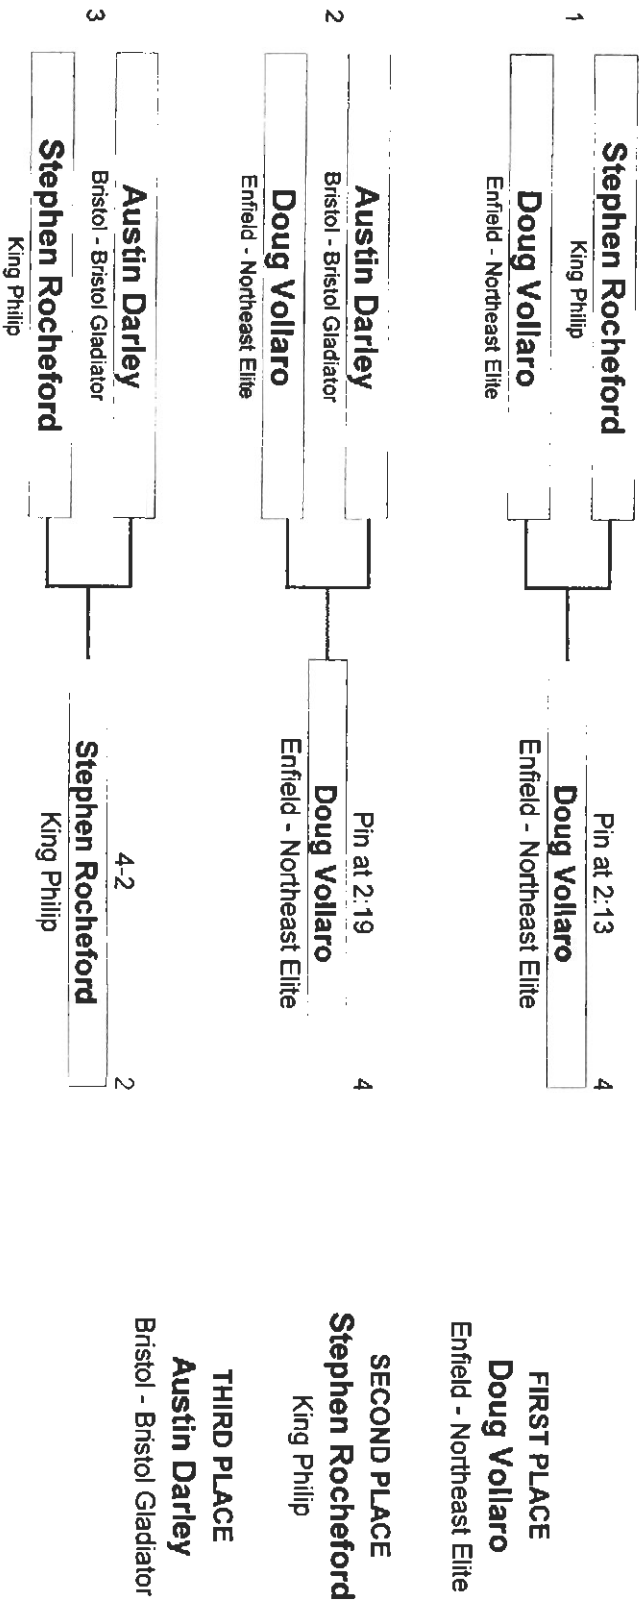 1
Stephen Rocheford
King Philip
Doug Vollaro
Enfield - Northeast Elite
Pin at 2:13
4
Doug Vollaro
Enfield - Northeast Elite
2
Austin Darley
Bristol - Bristol Gladiator
Doug Vollaro
Enfield - Northeast Elite
Pin at 2:19
4
Doug Vollaro
Enfield - Northeast Elite
3
Austin Darley
Bristol - Bristol Gladiator
Stephen Rocheford
King Philip
4-2
2
Stephen Rocheford
King Philip
FIRST PLACE
Doug Vollaro
Enfield - Northeast Elite
SECOND PLACE
Stephen Rocheford
King Philip
THIRD PLACE
Austin Darley
Bristol - Bristol Gladiator